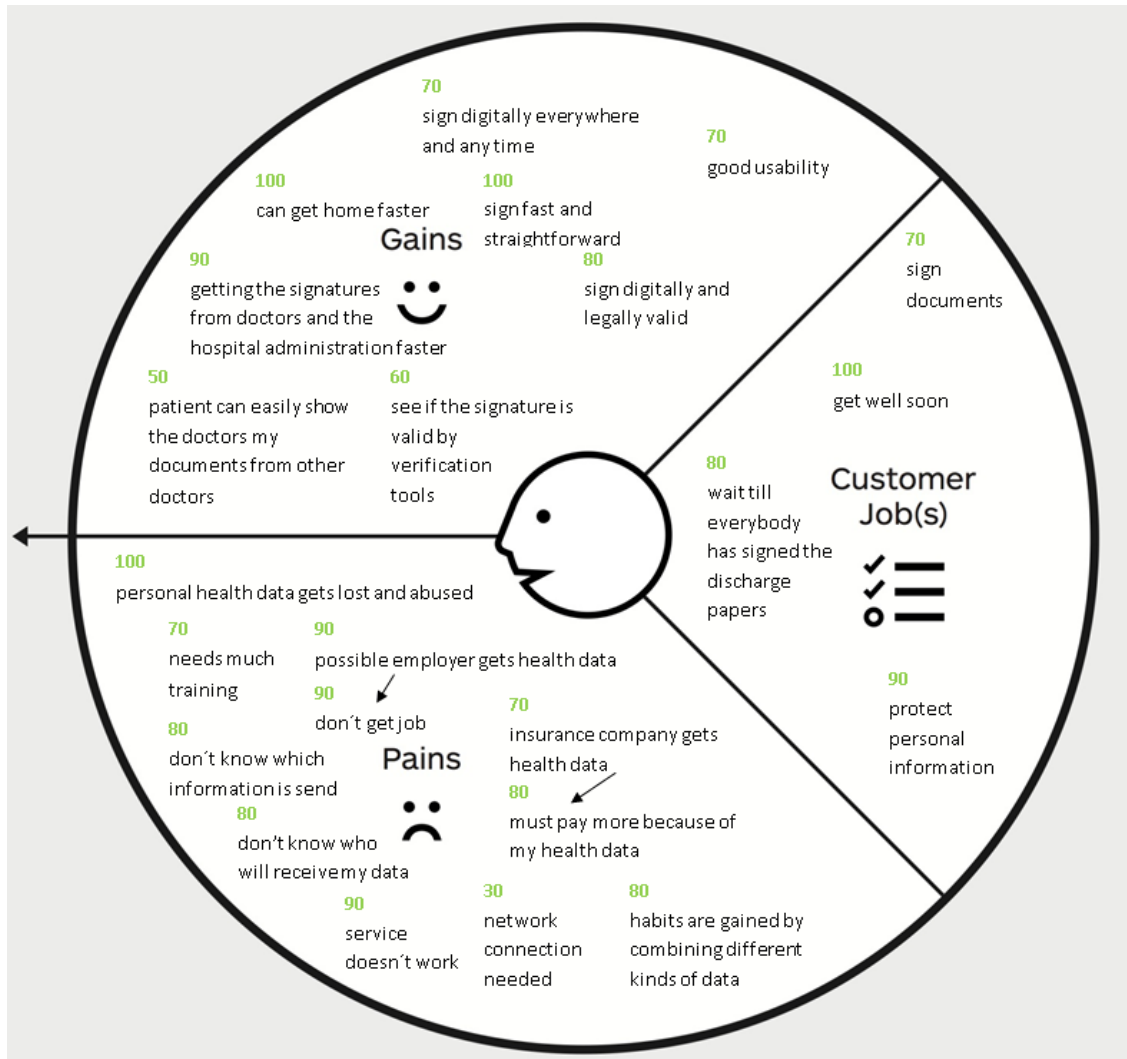 70
sign digitally everywhere
and any time
70
good usability
100
can get home faster
100
sign fast and
straightforward
Gains
90
getting the signatures
from doctors and the
hospital administration faster
80
sign digitally and
legally valid
50
patient can easily show
the doctors my
documents from other
doctors
60
see if the signature is
valid by
verification
tools
70
sign
documents
100
get well soon
80
wait till
everybody
has signed the
discharge
papers
Customer
Job(s)
90
protect
personal
information
100
personal health data gets lost and abused
70
needs much
training
90
possible employer gets health data
90
don´t get job
80
don´t know which
information is send
Pains
70
insurance company gets
health data
80
must pay more because of
my health data
80
don't know who
will receive my data
90
service
doesn´t work
30
network
connection
needed
80
habits are gained by
combining different
kinds of data